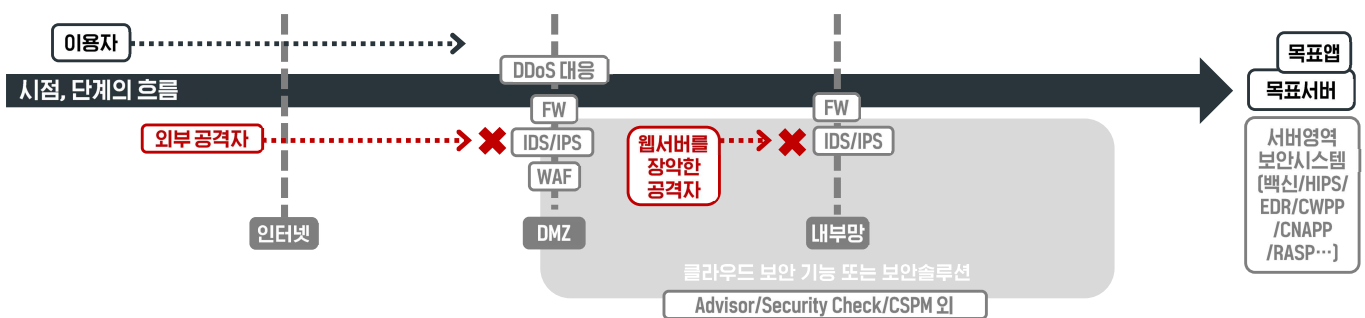 이용자
목표앱
DDoS 대응
시점, 단계의 흐름
목표서버
FW
FW
외부 공격자
IDS/IPS
웹서버를
장악한
공격자
IDS/IPS
WAF
서버영역
보안시스템
(백신/HIPS/
EDR/CWPP
/CNAPP
/RASP…)
인터넷
DMZ
내부망
클라우드 보안 기능 또는 보안솔루션
Advisor/Security Check/CSPM 외